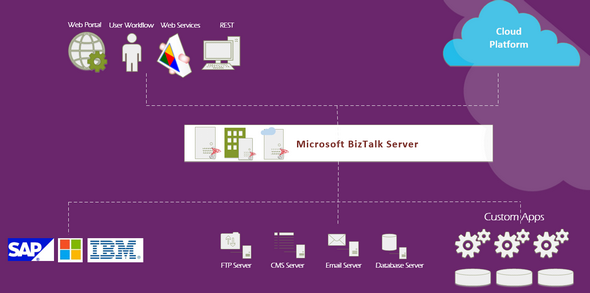 Web Portal User Workflow Web Services REST
Cloud
Platform
Microsoft BizTalk Server
Custom Apps
SAP IBM
FTP Server CMS Server Email Server Database Server